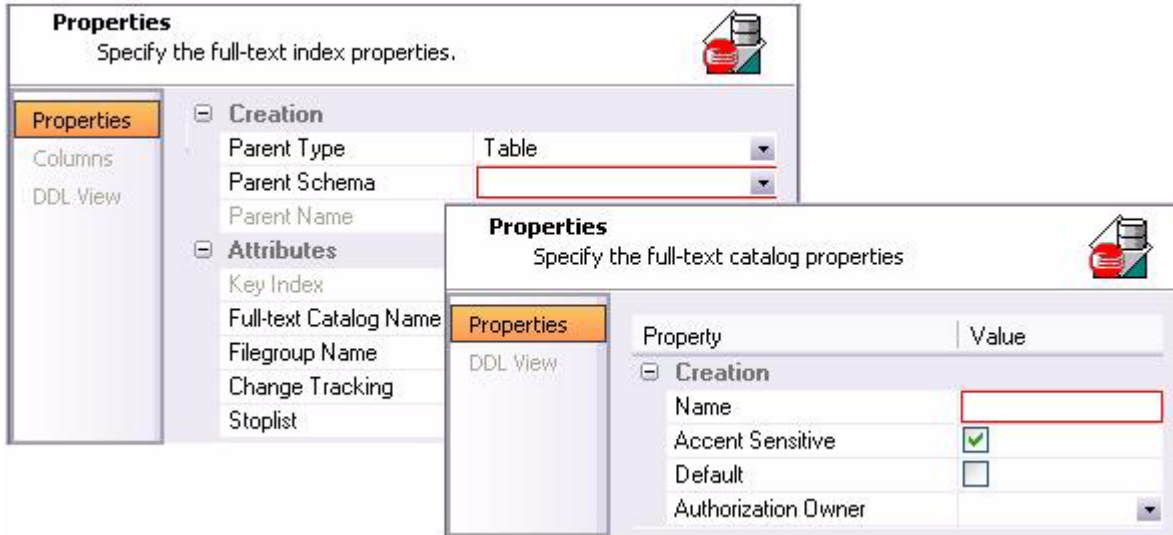 Properties
Specify the full-text index properties.
Properties
Columns
DDL View
Creation
Parent Type Table
Parent Schema
Parent Name
Attributes
Key Index
Full-text Catalog Name
Filegroup Name
Change Tracking
Stoplist
Properties
Specify the full-text catalog properties
Properties
DDL View
Property Value
Creation
Name
Accent Sensitive
Default
Authorization Owner